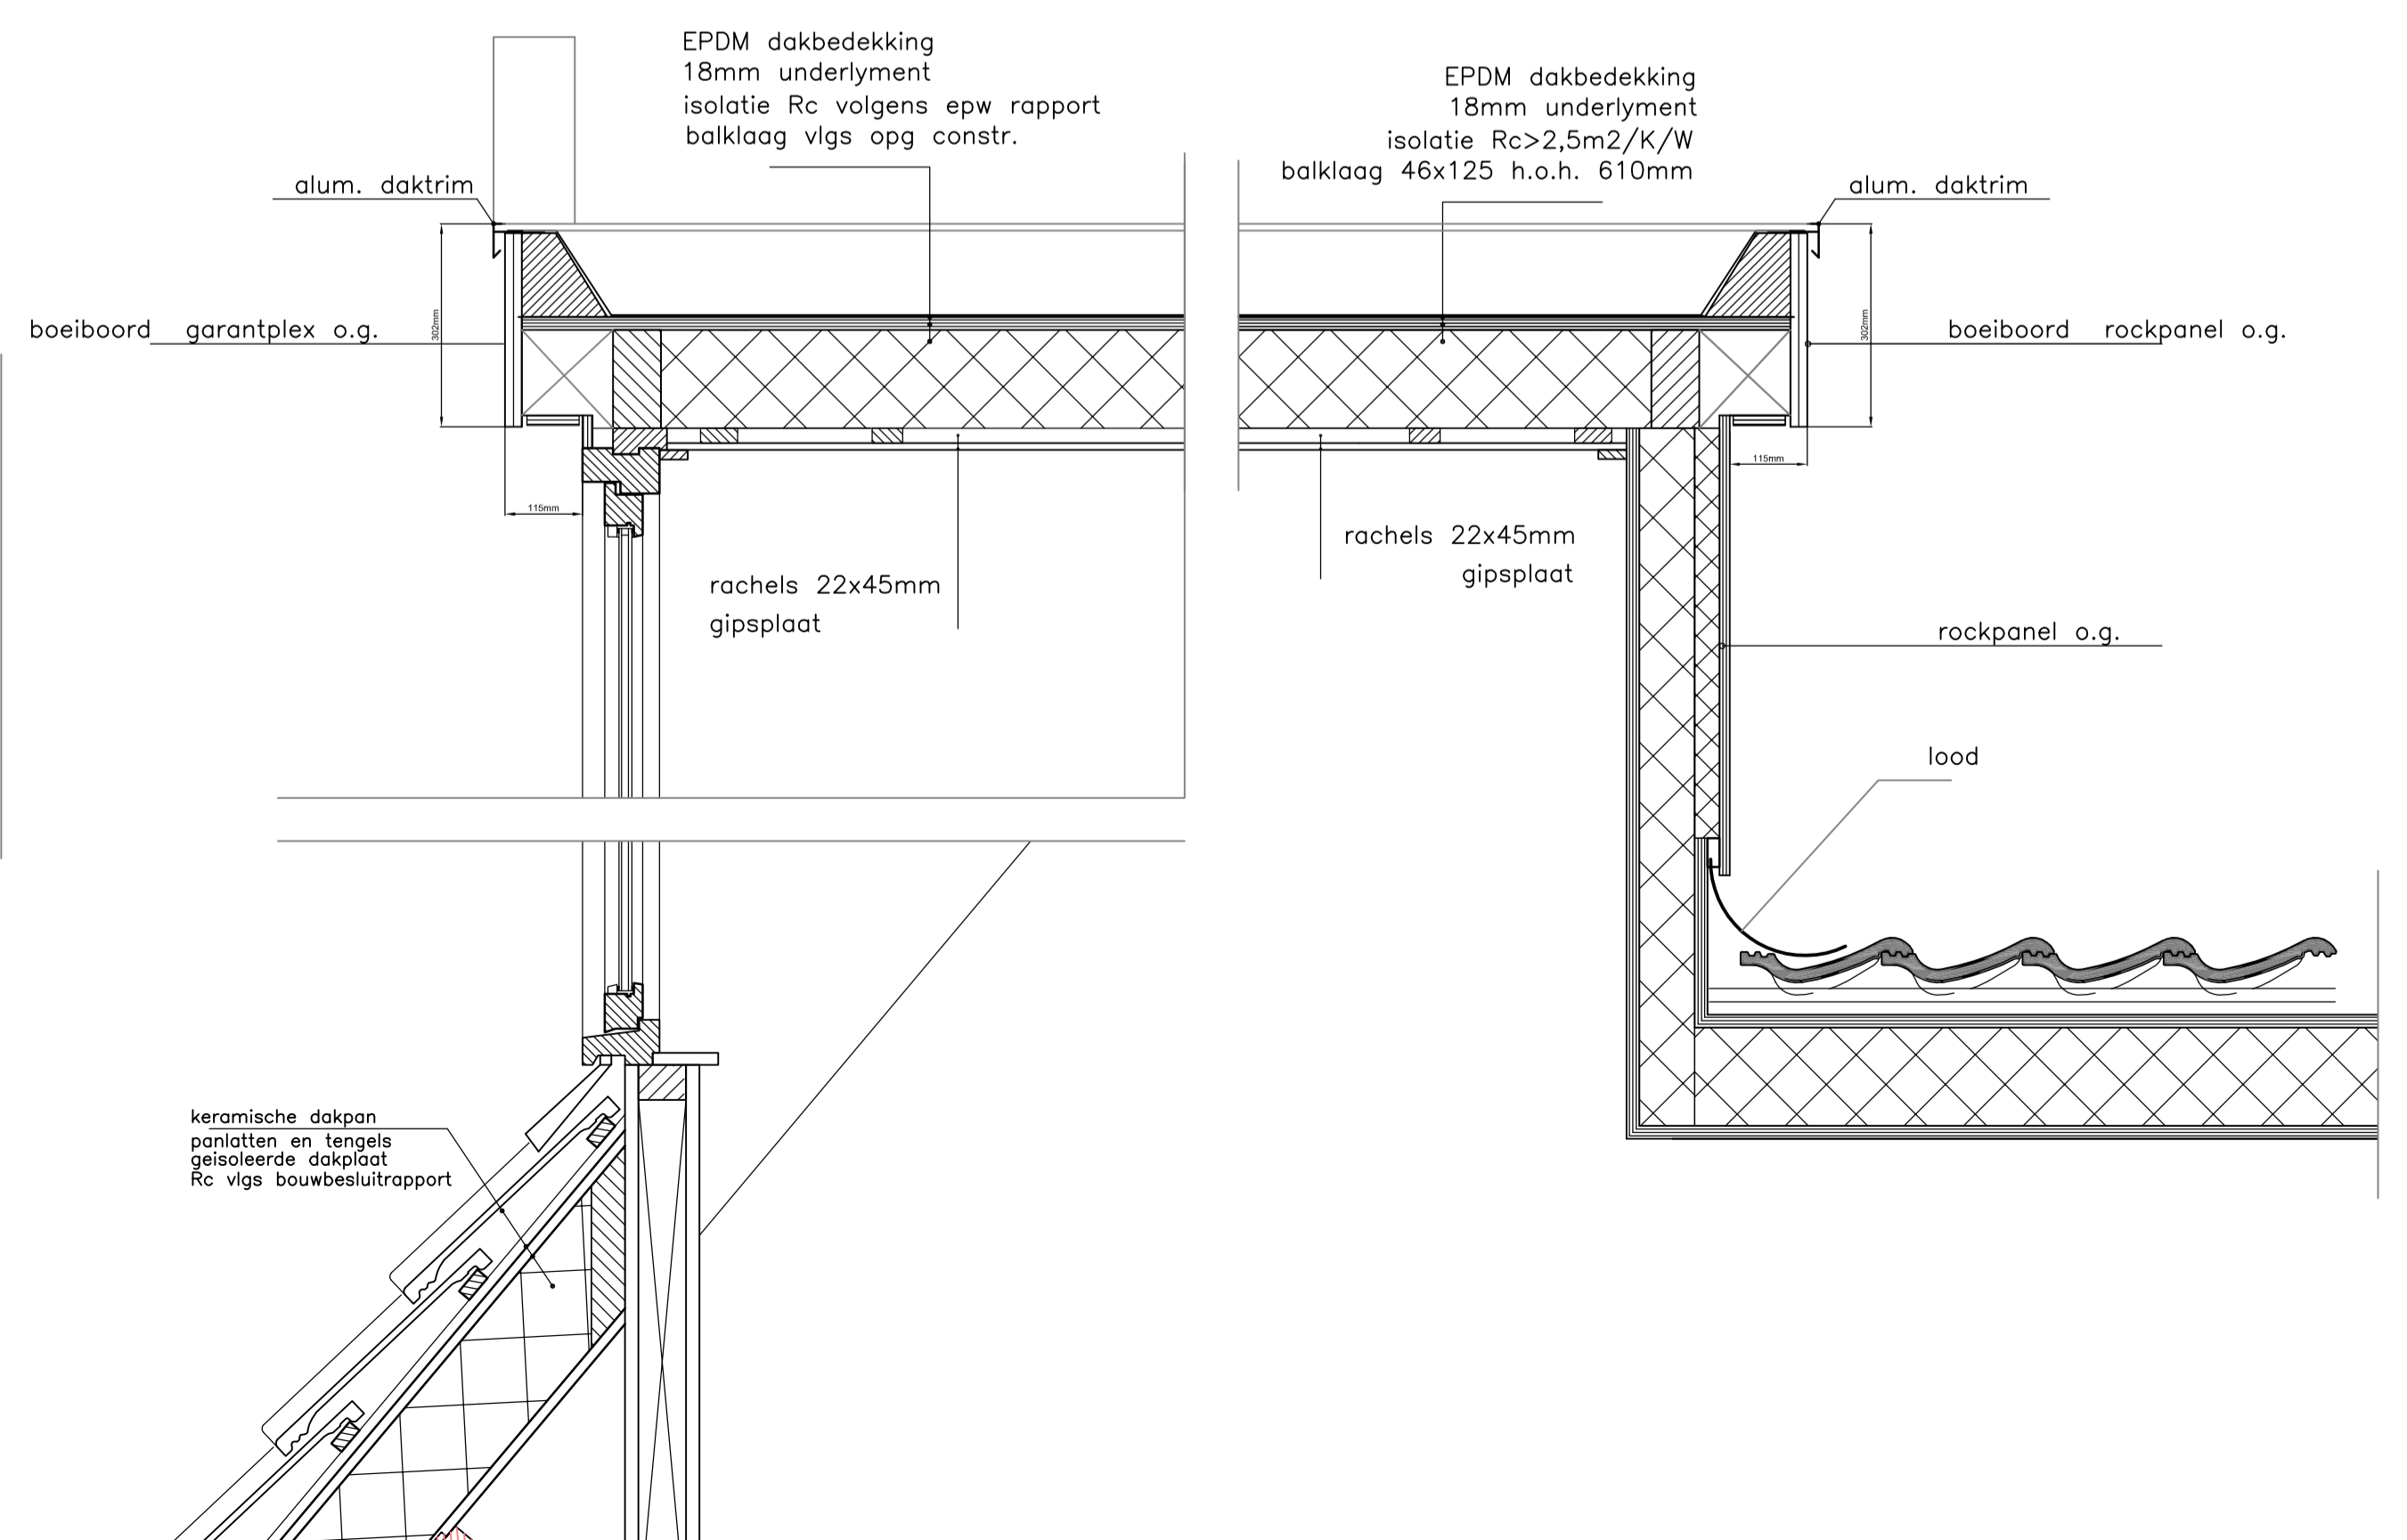 EPDM dakbedekking
18mm underlyment
isolatie Rc volgens epw rapport
balklaag vlgs opg constr.
EPDM dakbedekking
18mm underlyment
isolatie Rc>2,5m2/K/W
balklaag 46x125 h.o.h. 610mm
alum. daktrim
alum. daktrim
302mm
302mm
boeiboord garantplex o.g.
boeiboord rockpanel o.g.
115mm
115mm
rachels 22x45mm
gipsplaat
rachels 22x45mm
gipsplaat
rockpanel o.g.
lood
keramische dakpan
panlatten en tengels
geisoleerde dakplaat
Rc vlgs bouwbesluitrapport